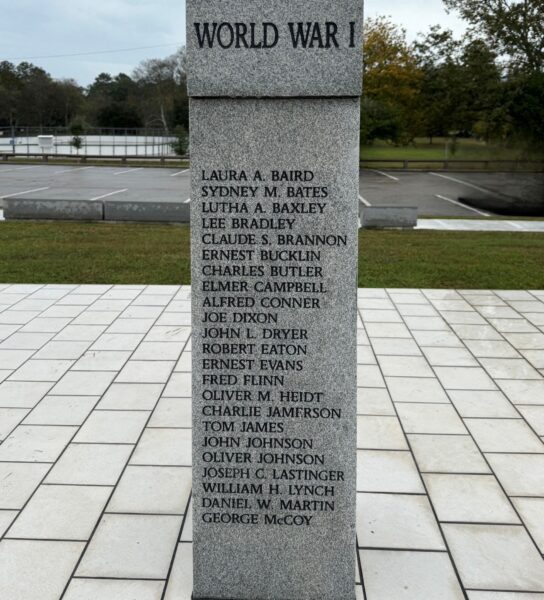 WORLD WAR I
LAURA A. BAIRD
SYDNEY M. BATES
LUTHA A. BAXLEY
LEE BRADLEY
CLAUDE S. BRANNON
ERNEST BUCKLIN
CHARLES BUTLER
ELMER CAMPBELL
ALFRED CONNER
JOE DIXON
JOHN L. DRYER
ROBERT EATON
ERNEST EVANS
FRED FLINN
OLIVER M. HEIDT
CHARLIE JAMERSON
TOM JAMES
JOHN JOHNSON
OLIVER JOHNSON
JOSEPH C. LASTINGER
WILLIAM H. LYNCH
DANIEL W. MARTIN
GEORGE McCOY